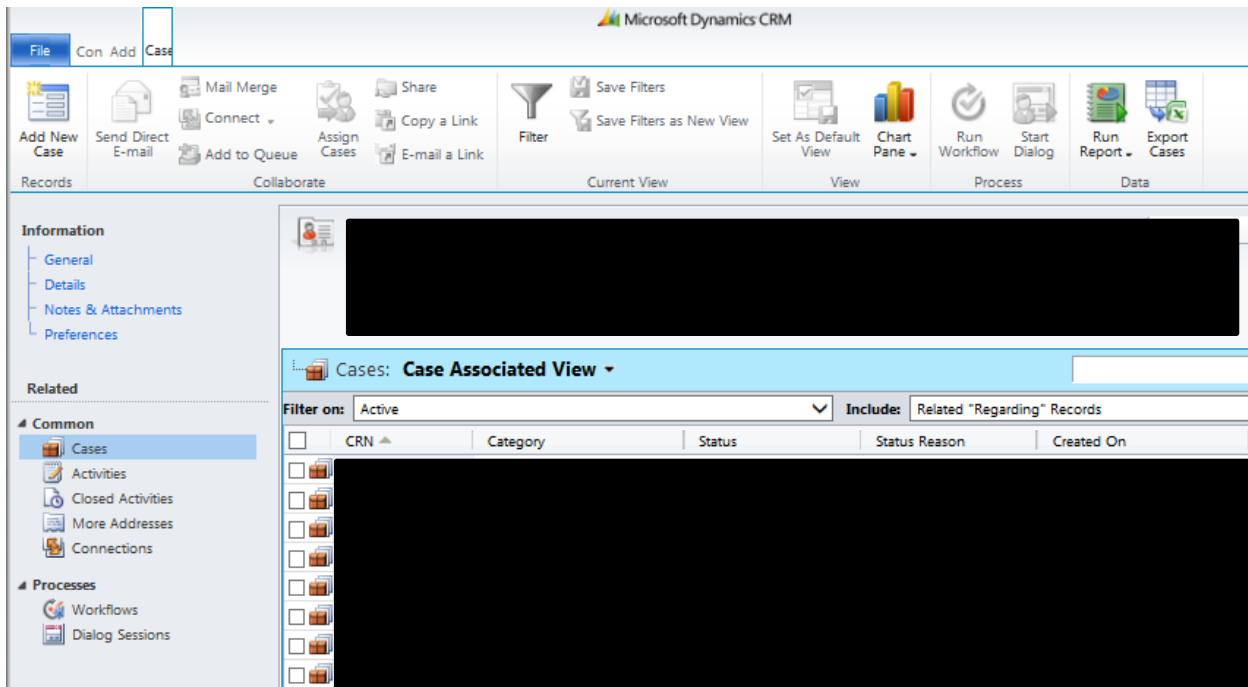 Microsoft Dynamics CRM
File Con Add Case
Mail Merge
Connect
Add to Queue
Share
Copy a Link
E-mail a Link
Save Filters
Save Filters as New View
Add New Case
Send Direct E-mail
Assign Cases
Filter
Set As Default View
Chart Pane
Run Workflow
Start Dialog
Run Report
Export Cases
Records Collaborate Current View View Process Data
Information
General
Details
Notes & Attachments
Preferences
Related
Common
Cases
Activities
Closed Activities
More Addresses
Connections
Processes
Workflows
Dialog Sessions
Cases: Case Associated View
Filter on: Active Include: Related "Regarding" Records
CRN Category Status Status Reason Created On